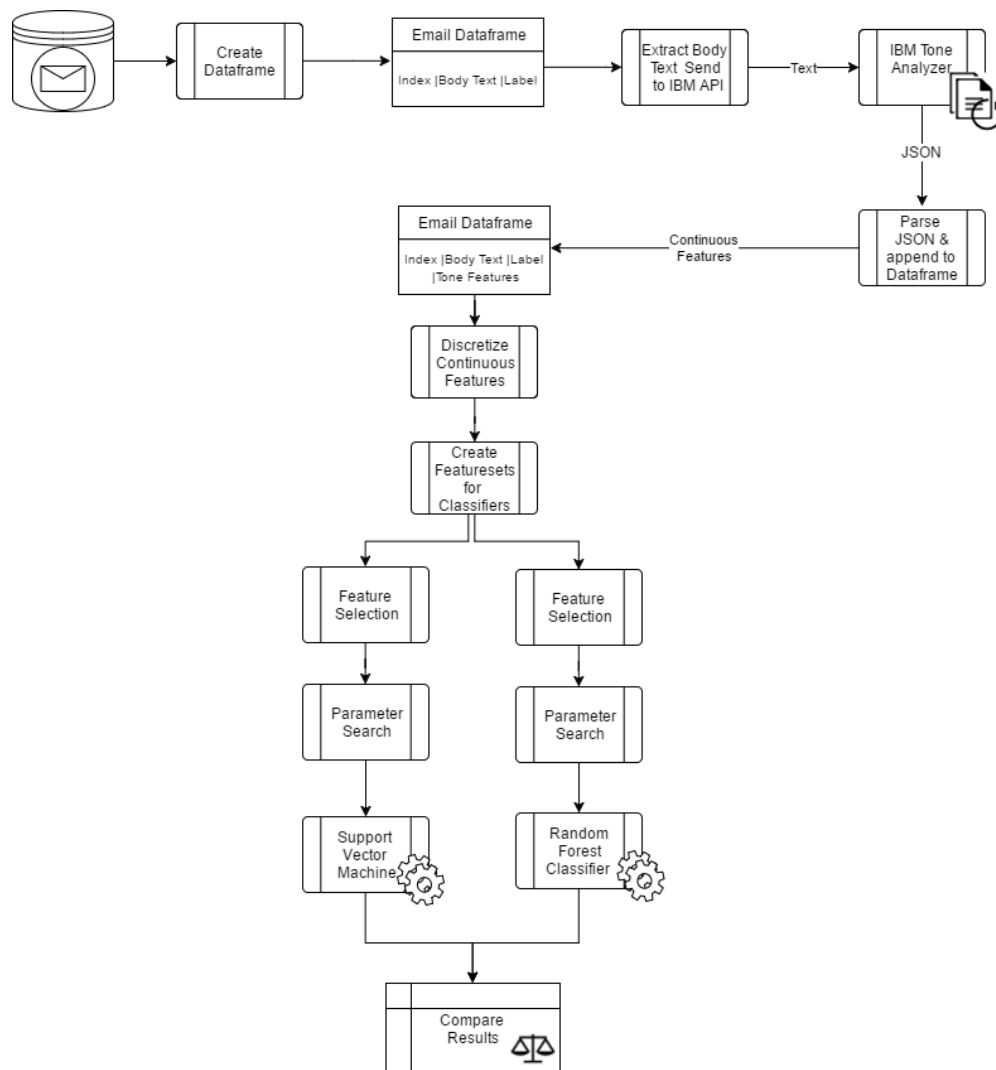 Create
Dataframe
Email Dataframe
Index |Body Text |Label
Extract Body
Text Send
to IBM API
Text
IBM Tone
Analyzer
JSON
Parse
JSON &
append to
Dataframe
Continuous
Features
Email Dataframe
Index |Body Text |Label
|Tone Features
Discretize
Continuous
Features
Create
Featuresets
for
Classifiers
Feature
Selection
Feature
Selection
Parameter
Search
Parameter
Search
Support
Vector
Machine
Random
Forest
Classifier
Compare
Results